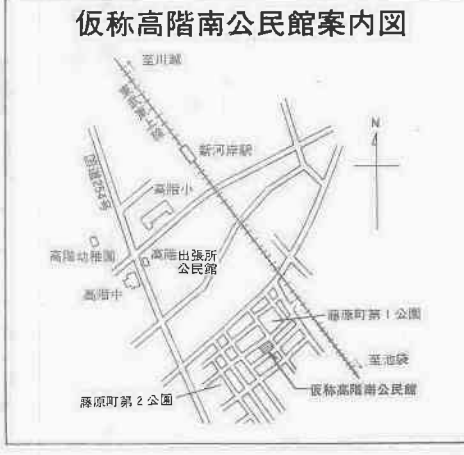 仮称高階南公民館案内図
至川越
東武東上線
新河岸駅
N
国道254号
高階小
高階幼稚園
高階出張所
公民館
高階中
藤原町第1公園
至池袋
仮称高階南公民館
藤原町第2公園